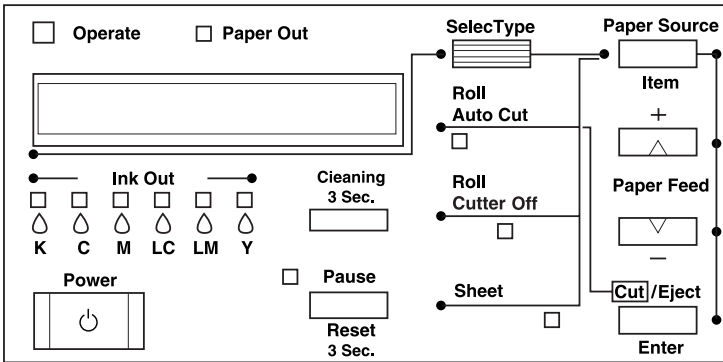 Operate
Paper Out
SelecType
Paper Source
Item
Roll
Auto Cut
+
Ink Out
Cleaning
3 Sec.
Paper Feed
Roll
Cutter Off
K C M LC LM Y
−
Power
Pause
Sheet
Cut /Eject
Reset
3 Sec.
Enter